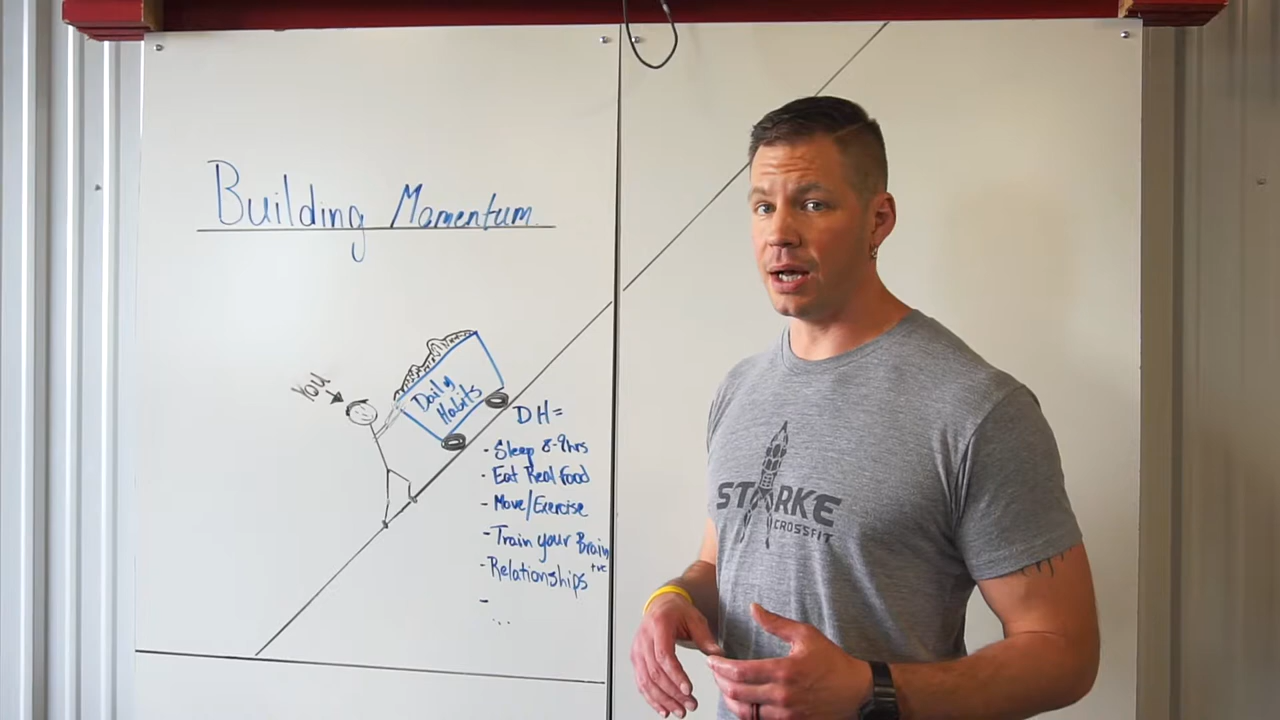 Building Momentum
You
Daily
Habits
DH=
- Sleep 8-9hrs
- Eat Real Food
- Move/Exercise
- Train your Brain
- Relationships +ve
-
...
STARKE
CROSSFIT